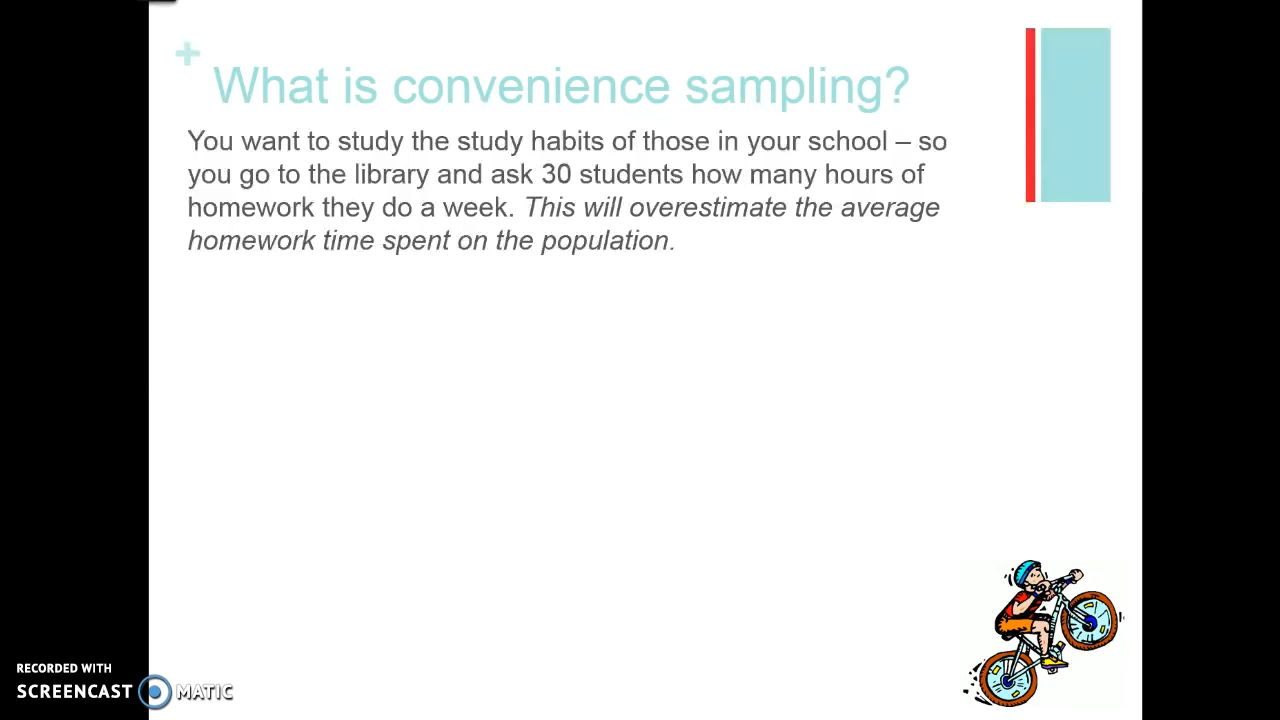 +
What is convenience sampling?
You want to study the study habits of those in your school – so
you go to the library and ask 30 students how many hours of
homework they do a week. This will overestimate the average
homework time spent on the population.
RECORDED WITH
SCREENCAST MATIC